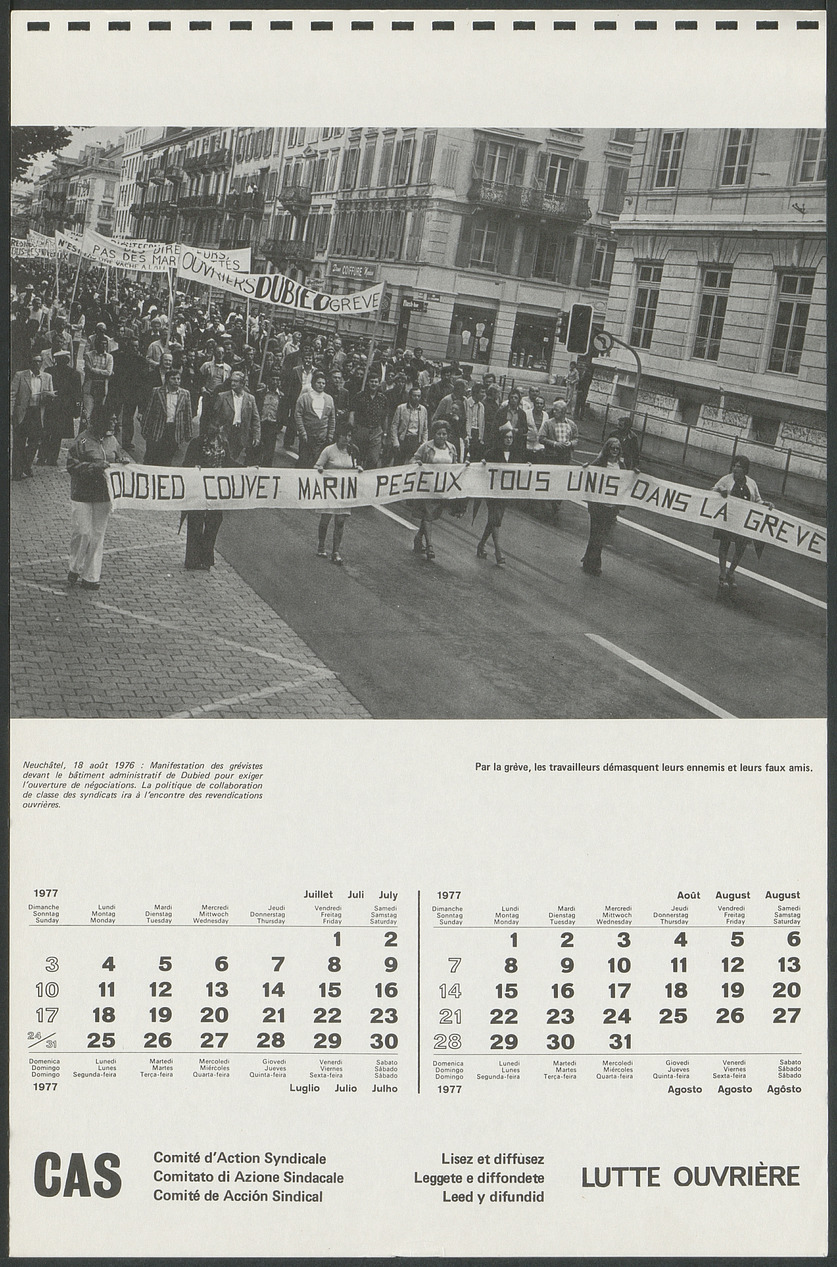 PAS DES MAR
OUVRIERS DUBIED GREVE
COIFFURE
DUBIED COUVET MARIN PESEUX TOUS UNIS DANS LA GREVE
Neuchâtel, 18 août 1976 : Manifestation des grévistes
devant le bâtiment administratif de Dubied pour exiger
l'ouverture de négociations. La politique de collaboration
de classe des syndicats ira à l'encontre des revendications
ouvrières.
Par la grève, les travailleurs démasquent leurs ennemis et leurs faux amis.
1977 Juillet Juli July
Dimanche Lundi Mardi Mercredi Jeudi Vendredi Samedi
Sonntag Montag Dienstag Mittwoch Donnerstag Freitag Samstag
Sunday Monday Tuesday Wednesday Thursday Friday Saturday
1 2
3 4 5 6 7 8 9
10 11 12 13 14 15 16
17 18 19 20 21 22 23
24/31 25 26 27 28 29 30
Domenica Lunedi Martedi Mercoledi Giovedi Venerdi Sabato
Domingo Lunes Martes Miércoles Jueves Viernes Sábado
Domingo Segunda-feira Terça-feira Quarta-feira Quinta-feira Sexta-feira Sábado
1977 Luglio Julio Julho
1977 Août August August
Dimanche Lundi Mardi Mercredi Jeudi Vendredi Samedi
Sonntag Montag Dienstag Mittwoch Donnerstag Freitag Samstag
Sunday Monday Tuesday Wednesday Thursday Friday Saturday
1 2 3 4 5 6
7 8 9 10 11 12 13
14 15 16 17 18 19 20
21 22 23 24 25 26 27
28 29 30 31
Domenica Lunedi Martedi Mercoledi Giovedi Venerdi Sabato
Domingo Lunes Martes Miércoles Jueves Viernes Sábado
Domingo Segunda-feira Terça-feira Quarta-feira Quinta-feira Sexta-feira Sábado
1977 Agosto Agosto Agôsto
CAS
Comité d'Action Syndicale
Comitato di Azione Sindacale
Comité de Acción Sindical
Lisez et diffusez
Leggete e diffondete
Leed y difundid
LUTTE OUVRIÈRE